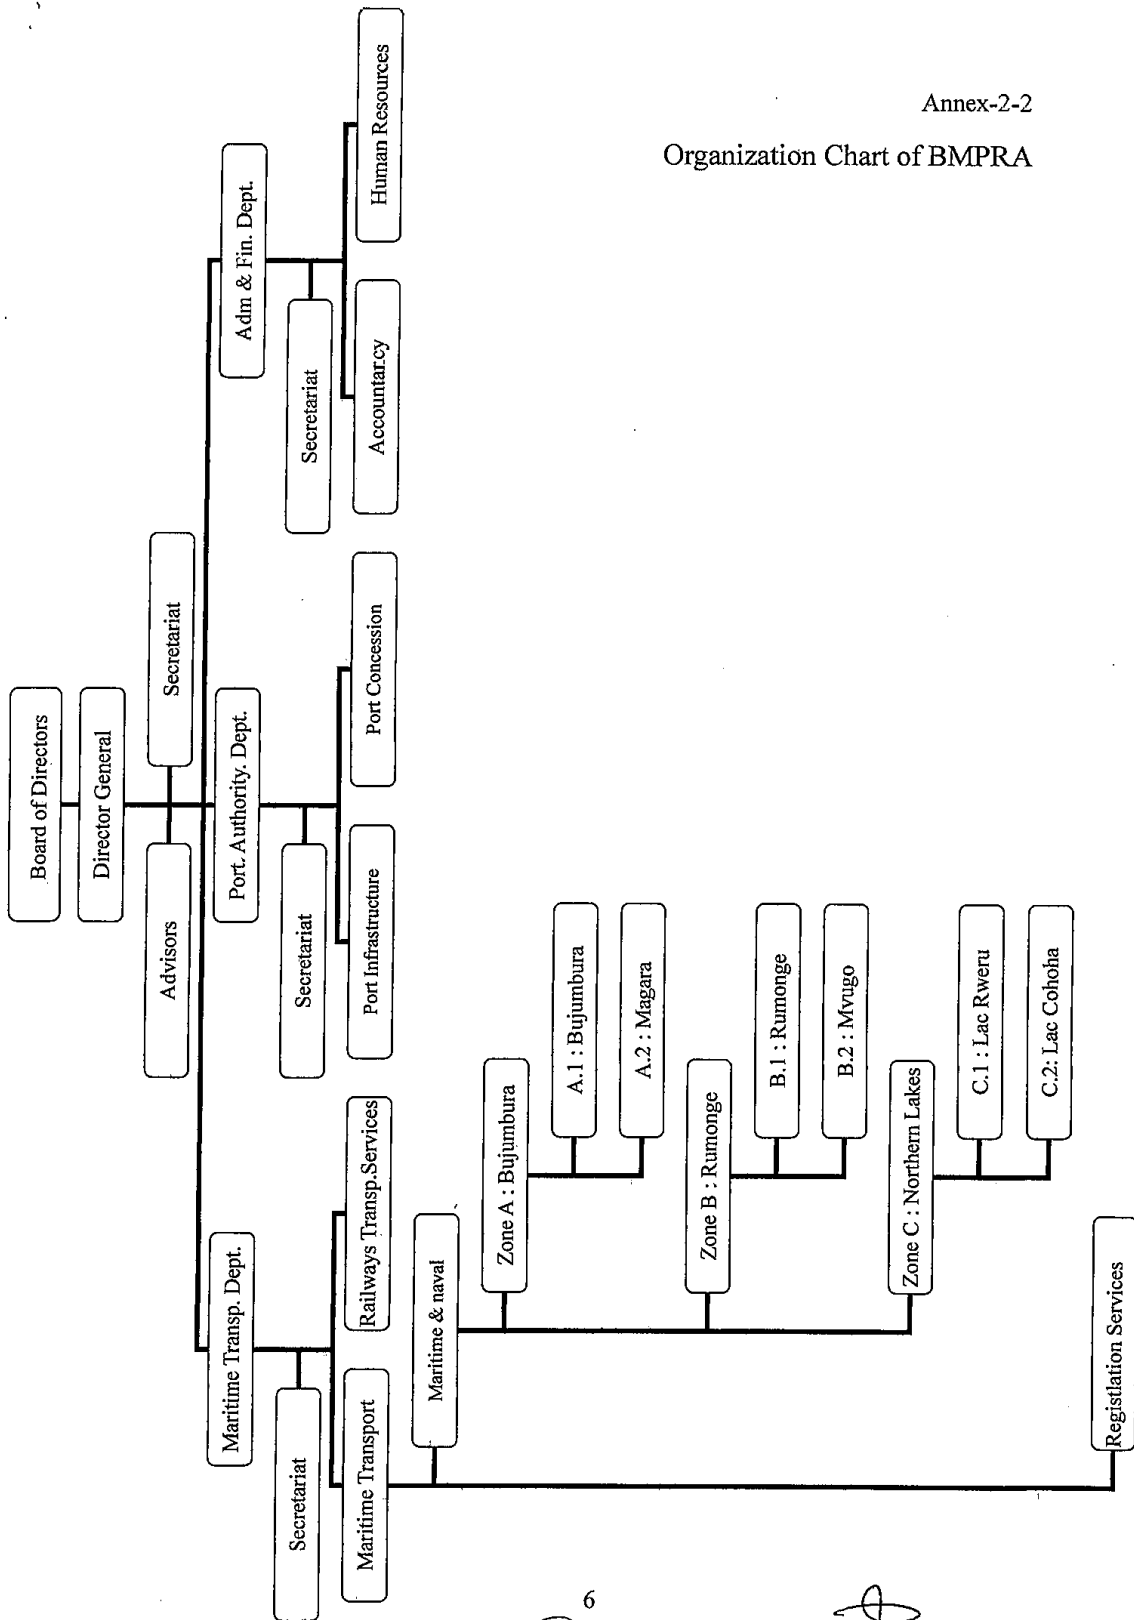 Annex-2-2
Organization Chart of BMPRA
Board of Directors
Director General
Advisors
Secretariat
Maritime Transp. Dept.
Port. Authority. Dept.
Adm & Fin. Dept.
Secretariat
Secretariat
Secretariat
Maritime Transport
Railways Transp.Services
Port Infrastructure
Port Concession
Accountancy
Human Resources
Maritime & naval
Zone A : Bujumbura
A.1 : Bujumbura
A.2 : Magara
Zone B : Rumonge
B.1 : Rumonge
B.2 : Mvugo
Zone C : Northern Lakes
C.1 : Lac Rweru
C.2: Lac Cohoha
Registlation Services
6